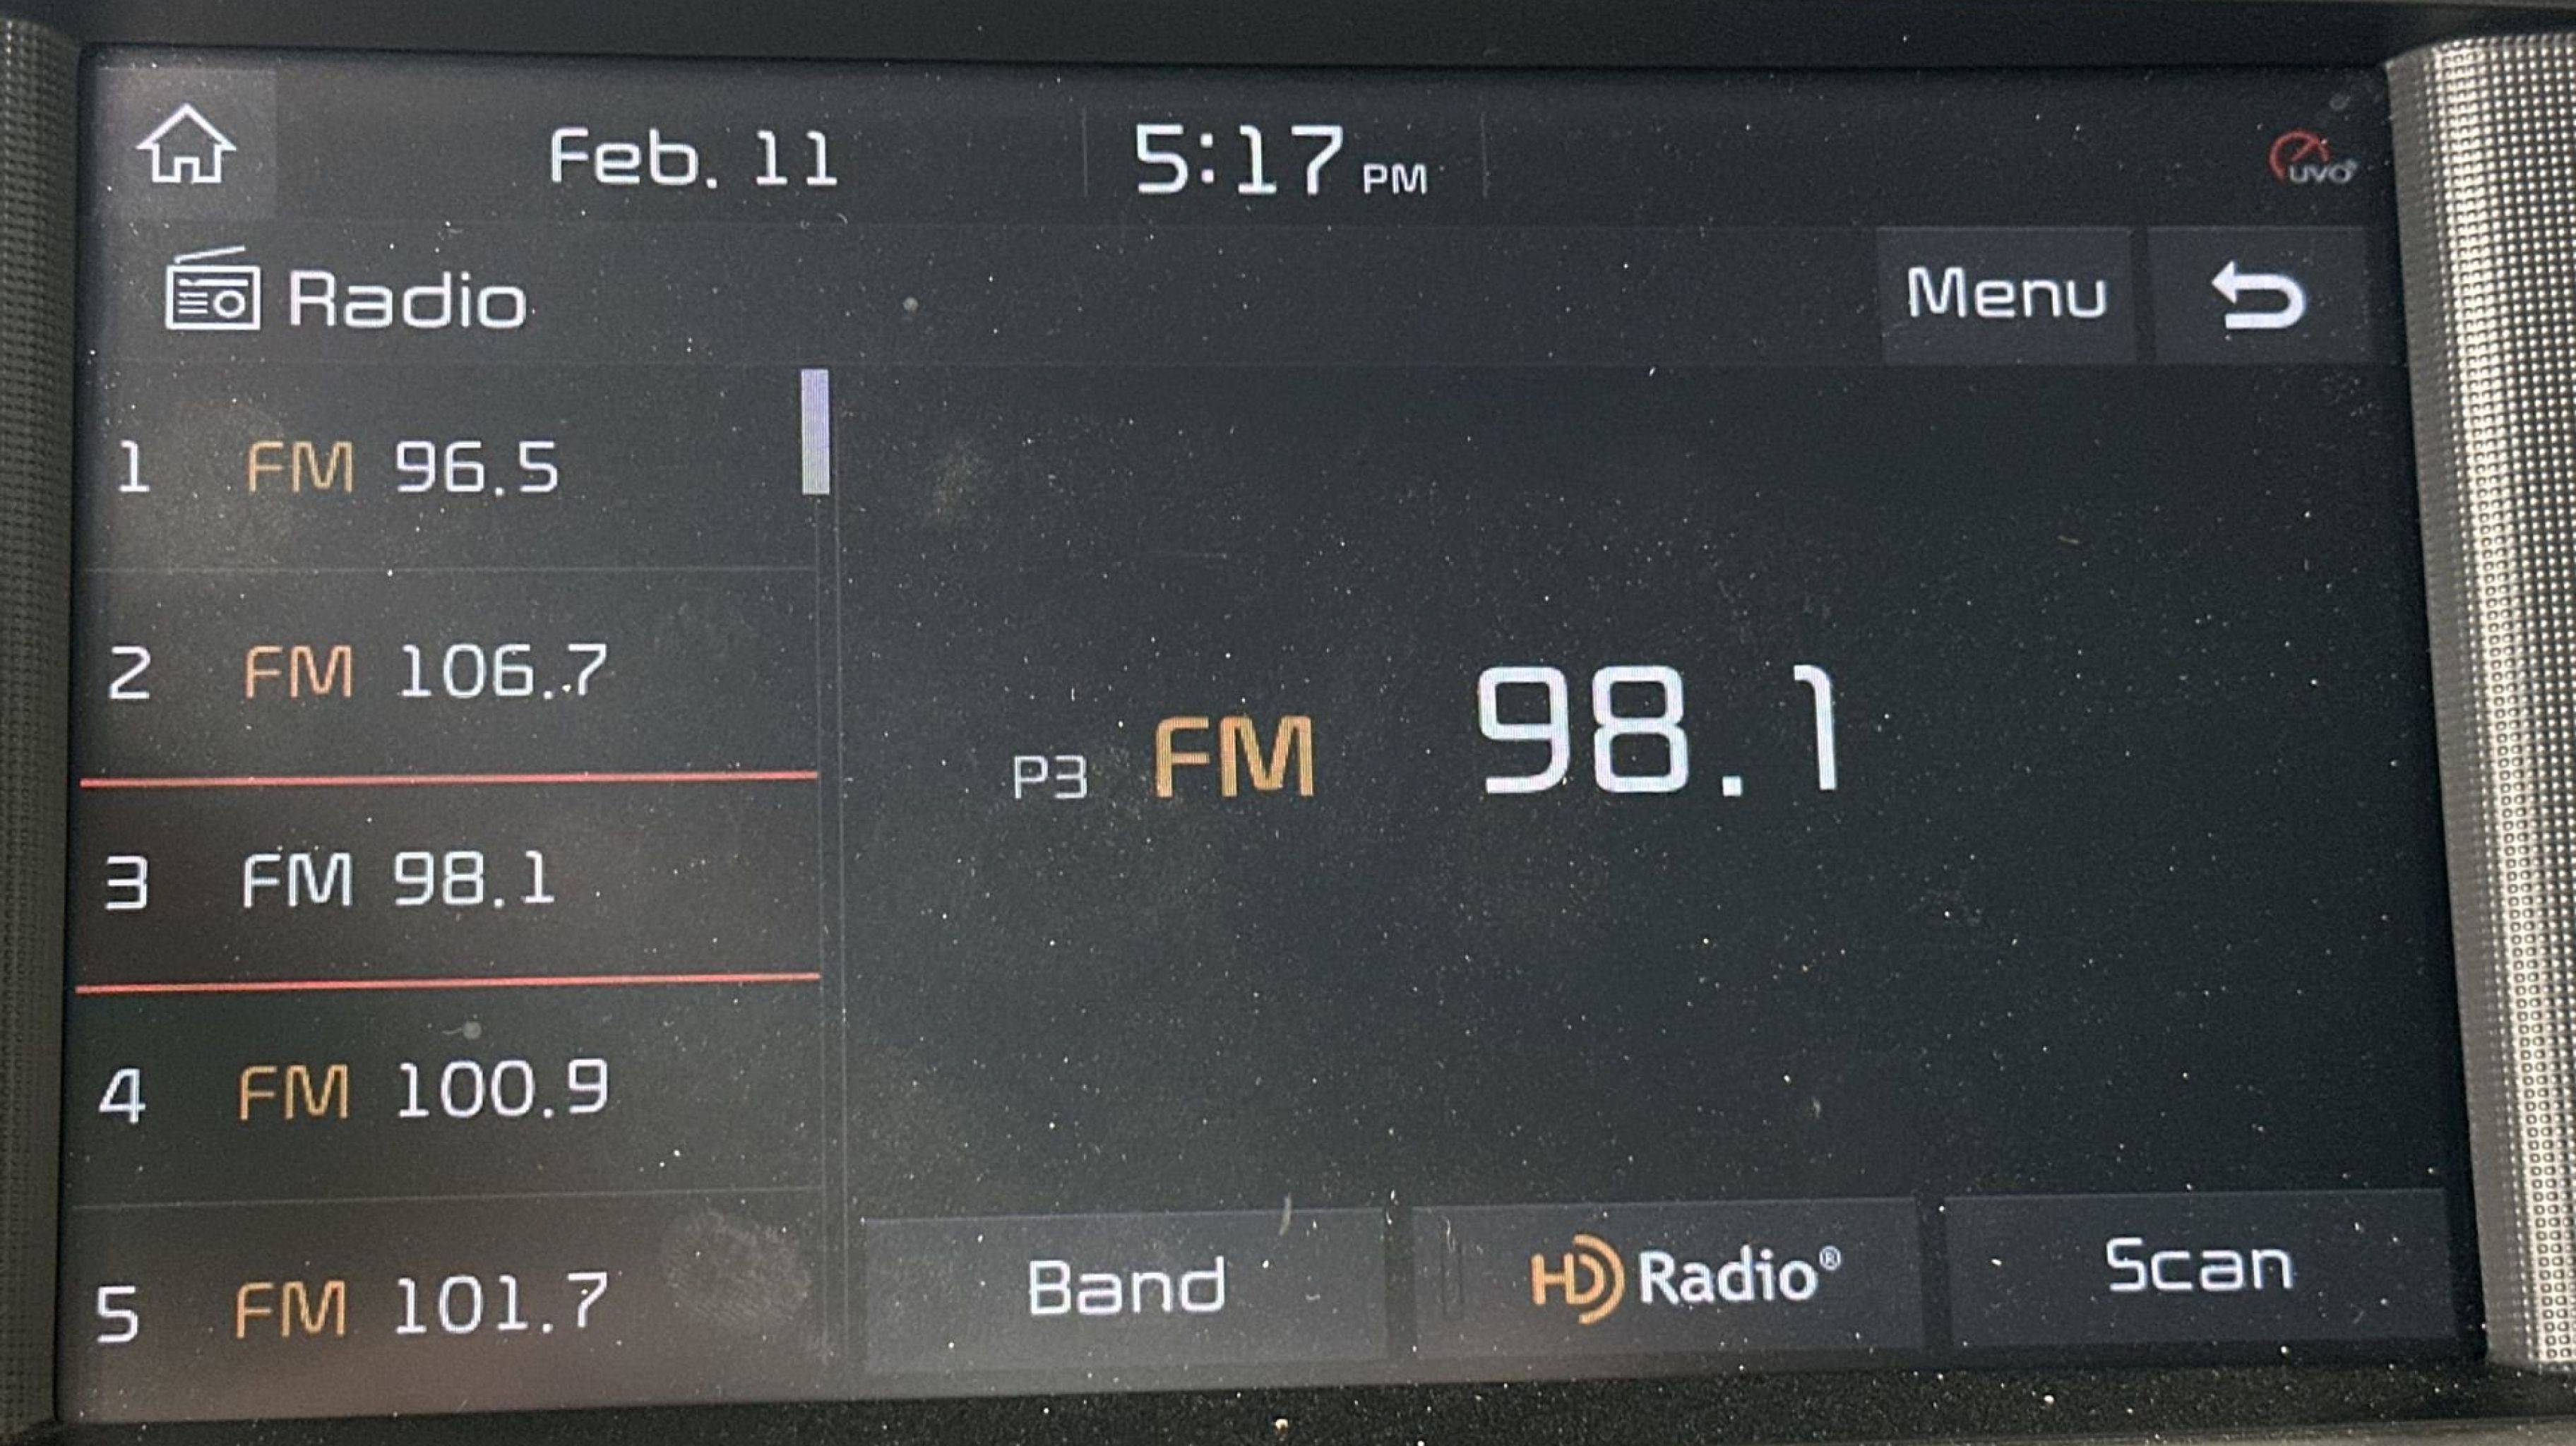 Feb. 11 5:17 PM UVO
Radio Menu
1 FM 96.5
2 FM 106.7
3 FM 98.1
4 FM 100.9
5 FM 101.7
P3 FM 98.1
Band HD Radio® Scan